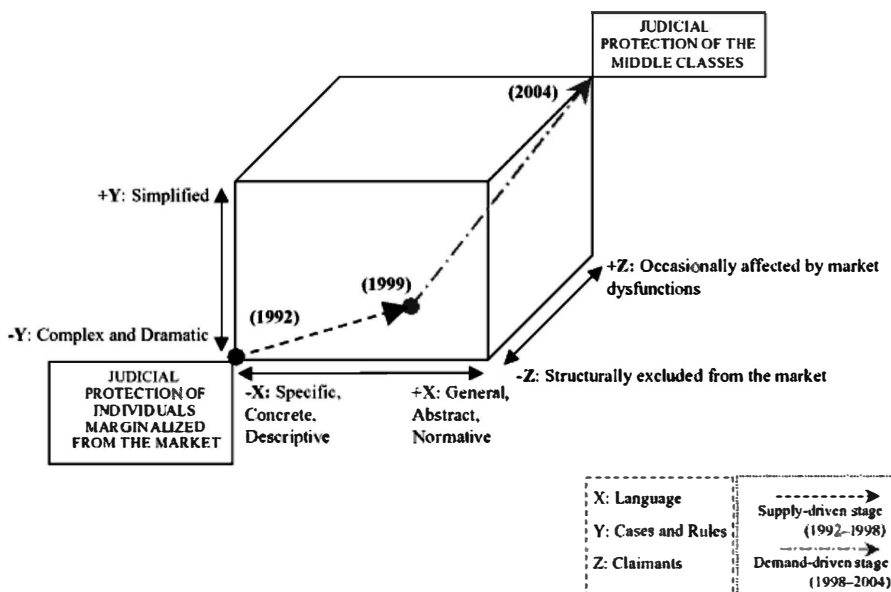 JUDICIAL
PROTECTION OF THE
MIDDLE CLASSES
(2004)
+Y: Simplified
(1999)
+Z: Occasionally affected by market
dysfunctions
(1992)
-Y: Complex and Dramatic
JUDICIAL
PROTECTION OF
INDIVIDUALS
MARGINALIZED
FROM THE MARKET
-X: Specific,
Concrete,
Descriptive
+X: General,
Abstract,
Normative
-Z: Structurally excluded from the market
X: Language
Y: Cases and Rules
Z: Claimants
Supply-driven stage
(1992–1998)
Demand-driven stage
(1998–2004)